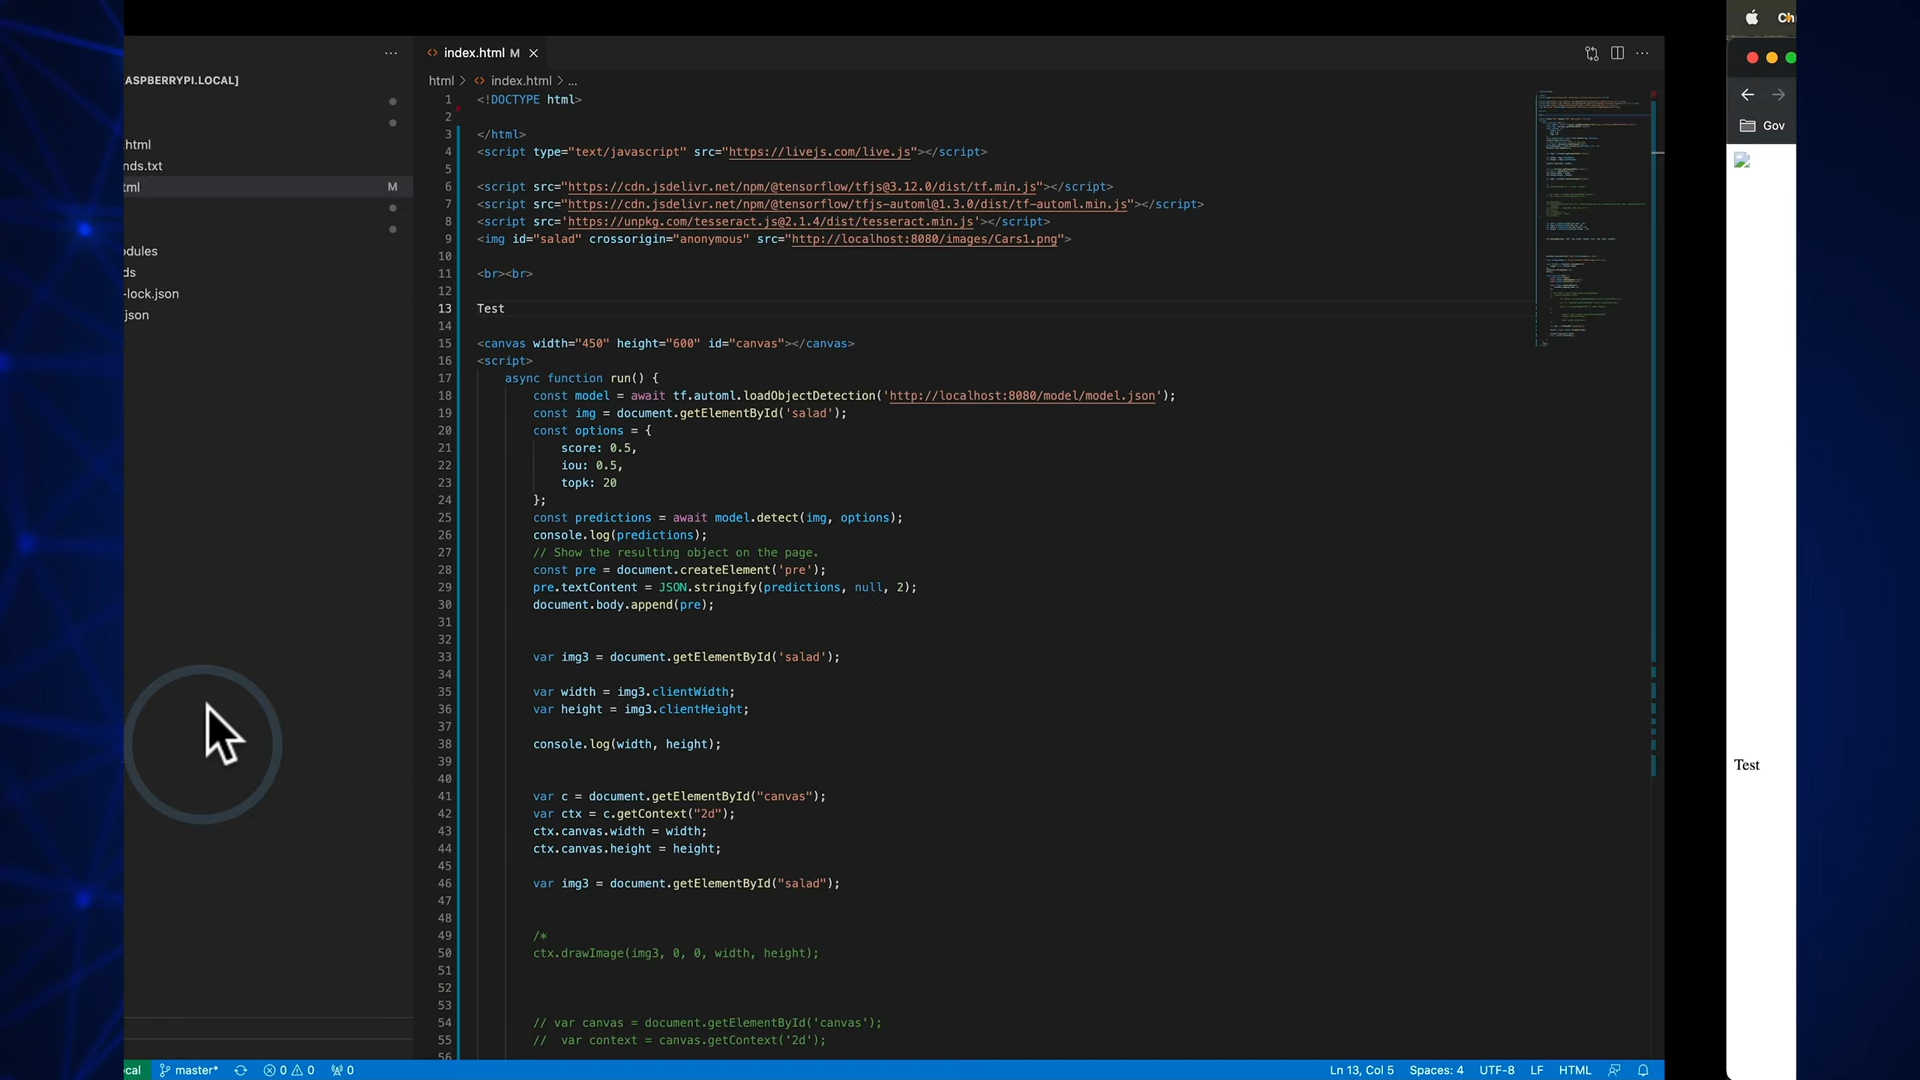 ASPBERRYPI.LOCAL]
html
nds.txt
tml
M
odules
ds
-lock.json
json
index.html M
html > index.html > ...
1 <!DOCTYPE html>
2
3 </html>
4 <script type="text/javascript" src="https://livejs.com/live.js"></script>
5
6 <script src="https://cdn.jsdelivr.net/npm/@tensorflow/tfjs@3.12.0/dist/tf.min.js"></script>
7 <script src="https://cdn.jsdelivr.net/npm/@tensorflow/tfjs-automl@1.3.0/dist/tf-automl.min.js"></script>
8 <script src='https://unpkg.com/tesseract.js@2.1.4/dist/tesseract.min.js'></script>
9 <img id="salad" crossorigin="anonymous" src="http://localhost:8080/images/Cars1.png">
10
11 <br><br>
12
13 Test
14
15 <canvas width="450" height="600" id="canvas"></canvas>
16 <script>
17 async function run() {
18 const model = await tf.automl.loadObjectDetection('http://localhost:8080/model/model.json');
19 const img = document.getElementById('salad');
20 const options = {
21 score: 0.5,
22 iou: 0.5,
23 topk: 20
24 };
25 const predictions = await model.detect(img, options);
26 console.log(predictions);
27 // Show the resulting object on the page.
28 const pre = document.createElement('pre');
29 pre.textContent = JSON.stringify(predictions, null, 2);
30 document.body.append(pre);
31
32
33 var img3 = document.getElementById('salad');
34
35 var width = img3.clientWidth;
36 var height = img3.clientHeight;
37
38 console.log(width, height);
39
40
41 var c = document.getElementById("canvas");
42 var ctx = c.getContext("2d");
43 ctx.canvas.width = width;
44 ctx.canvas.height = height;
45
46 var img3 = document.getElementById("salad");
47
48
49 /*
50 ctx.drawImage(img3, 0, 0, width, height);
51
52
53
54 // var canvas = document.getElementById('canvas');
55 // var context = canvas.getContext('2d');
56
cal master* 0 0 0
Ln 13, Col 5 Spaces: 4 UTF-8 LF HTML
Ch
Gov
Test